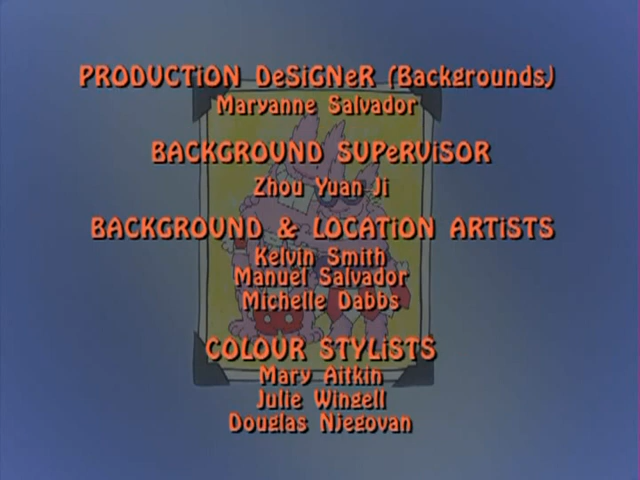 PRODUCTiON DeSiGNeR (Backgrounds)
Maryanne Salvador
BACKGROUND SUPeRViSOR
Zhou Yuan Ji
BACKGROUND & LOCATiON ARTiSTS
Kelvin Smith
Manuel Salvador
Michelle Dabbs
COLOUR STYLiSTS
Mary Aitkin
Julie Wingell
Douglas Njegovan